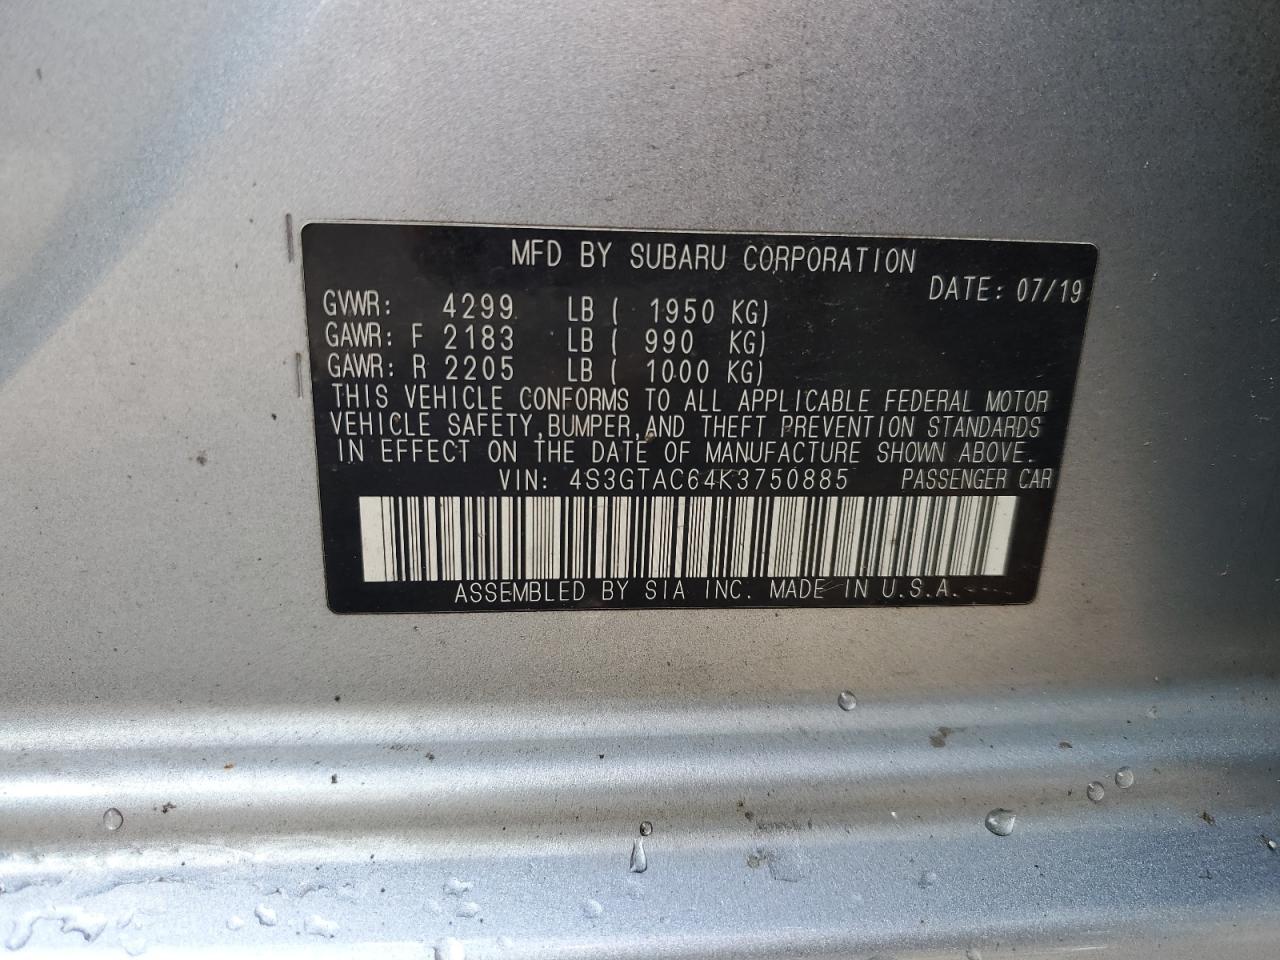 MFD BY SUBARU CORPORATION
DATE: 07/19
GVWR: 4299 LB ( 1950 KG)
GAWR: F 2183 LB ( 990 KG)
GAWR: R 2205 LB ( 1000 KG)
THIS VEHICLE CONFORMS TO ALL APPLICABLE FEDERAL MOTOR
VEHICLE SAFETY,BUMPER,AND THEFT PREVENTION STANDARDS
IN EFFECT ON THE DATE OF MANUFACTURE SHOWN ABOVE.
VIN: 4S3GTAC64K3750885 PASSENGER CAR
ASSEMBLED BY SIA INC. MADE IN U.S.A.